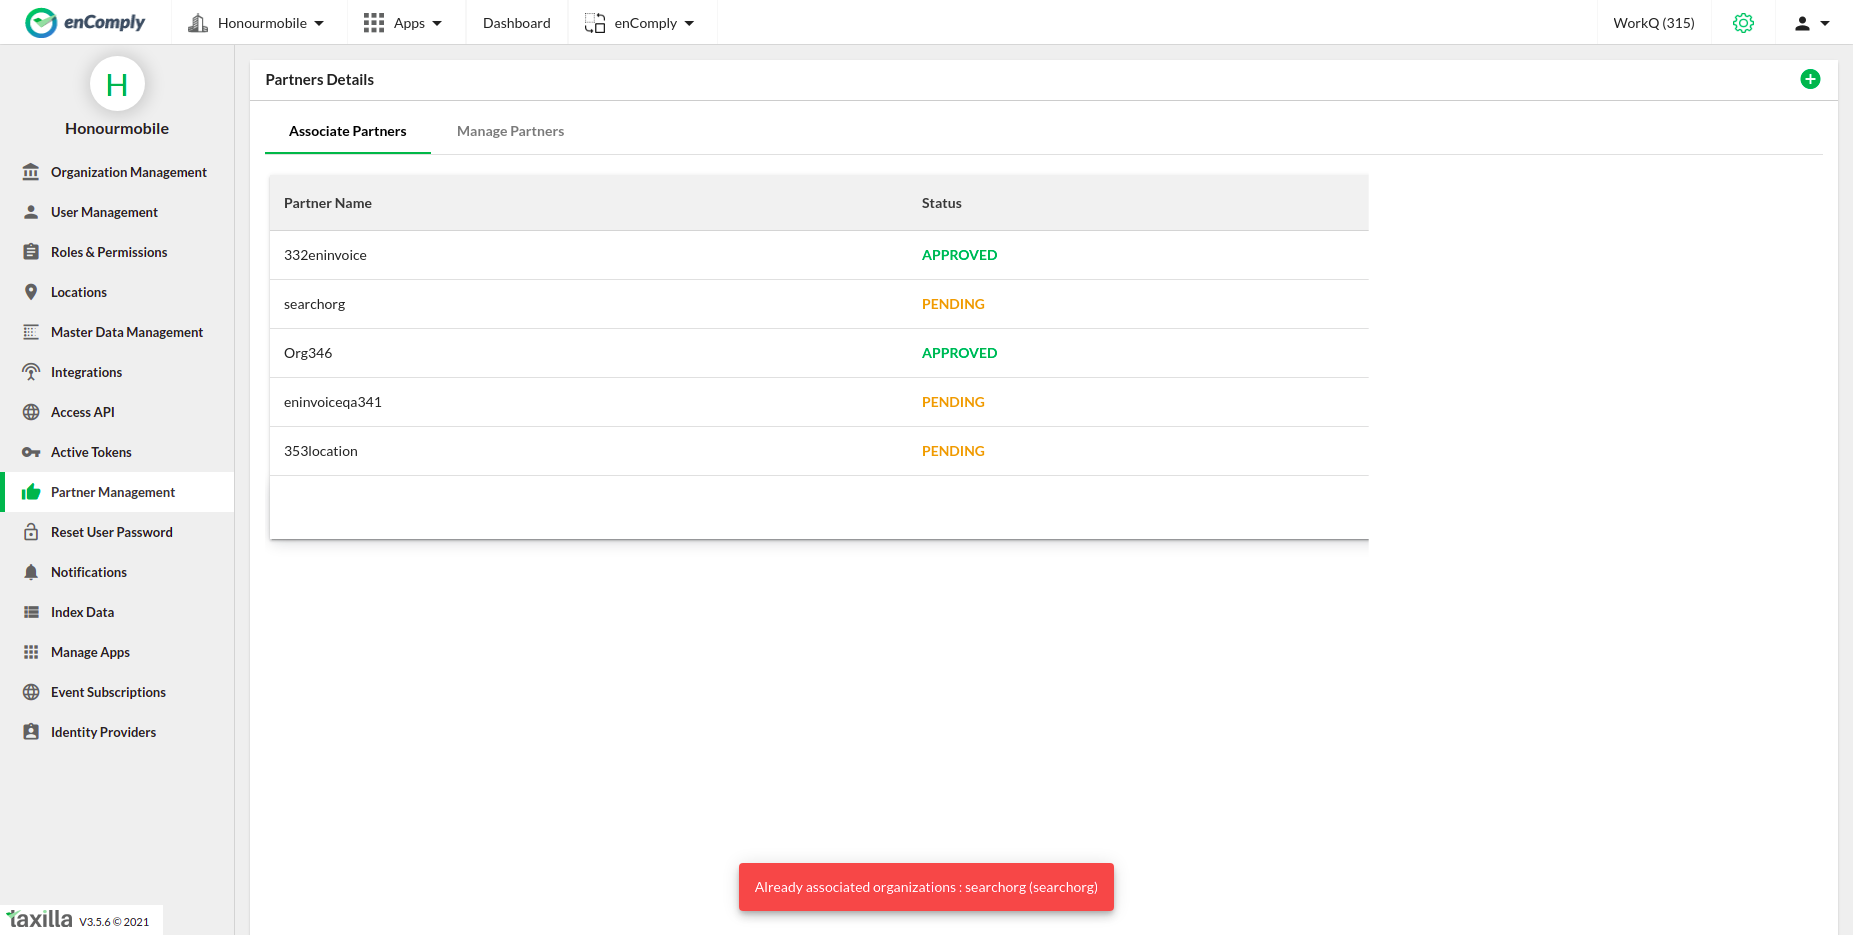 enComply
Honourmobile
Apps
Dashboard
enComply
WorkQ (315)
H
Honourmobile
Organization Management
User Management
Roles & Permissions
Locations
Master Data Management
Integrations
Access API
Active Tokens
Partner Management
Reset User Password
Notifications
Index Data
Manage Apps
Event Subscriptions
Identity Providers
taxilla V3.5.6 © 2021
Partners Details
Associate Partners
Manage Partners
Partner Name Status
332eninvoice APPROVED
searchorg PENDING
Org346 APPROVED
eninvoiceqa341 PENDING
353location PENDING
Already associated organizations : searchorg (searchorg)